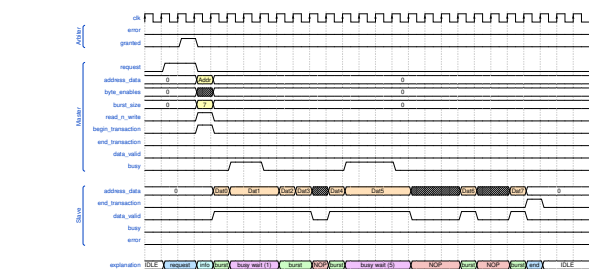 clk
Arbiter
error
granted
Master
request
address_data 0 Addr 0
byte_enables 0 0
burst_size 0 7 0
read_n_write
begin_transaction
end_transaction
data_valid
busy
Slave
address_data 0 Dat0 Dat1 Dat2 Dat3 Dat4 Dat5 Dat6 Dat7 0
end_transaction
data_valid
busy
error
explanation IDLE request info burst busy wait (1) burst NOP burst busy wait (5) NOP burst NOP burst end IDLE